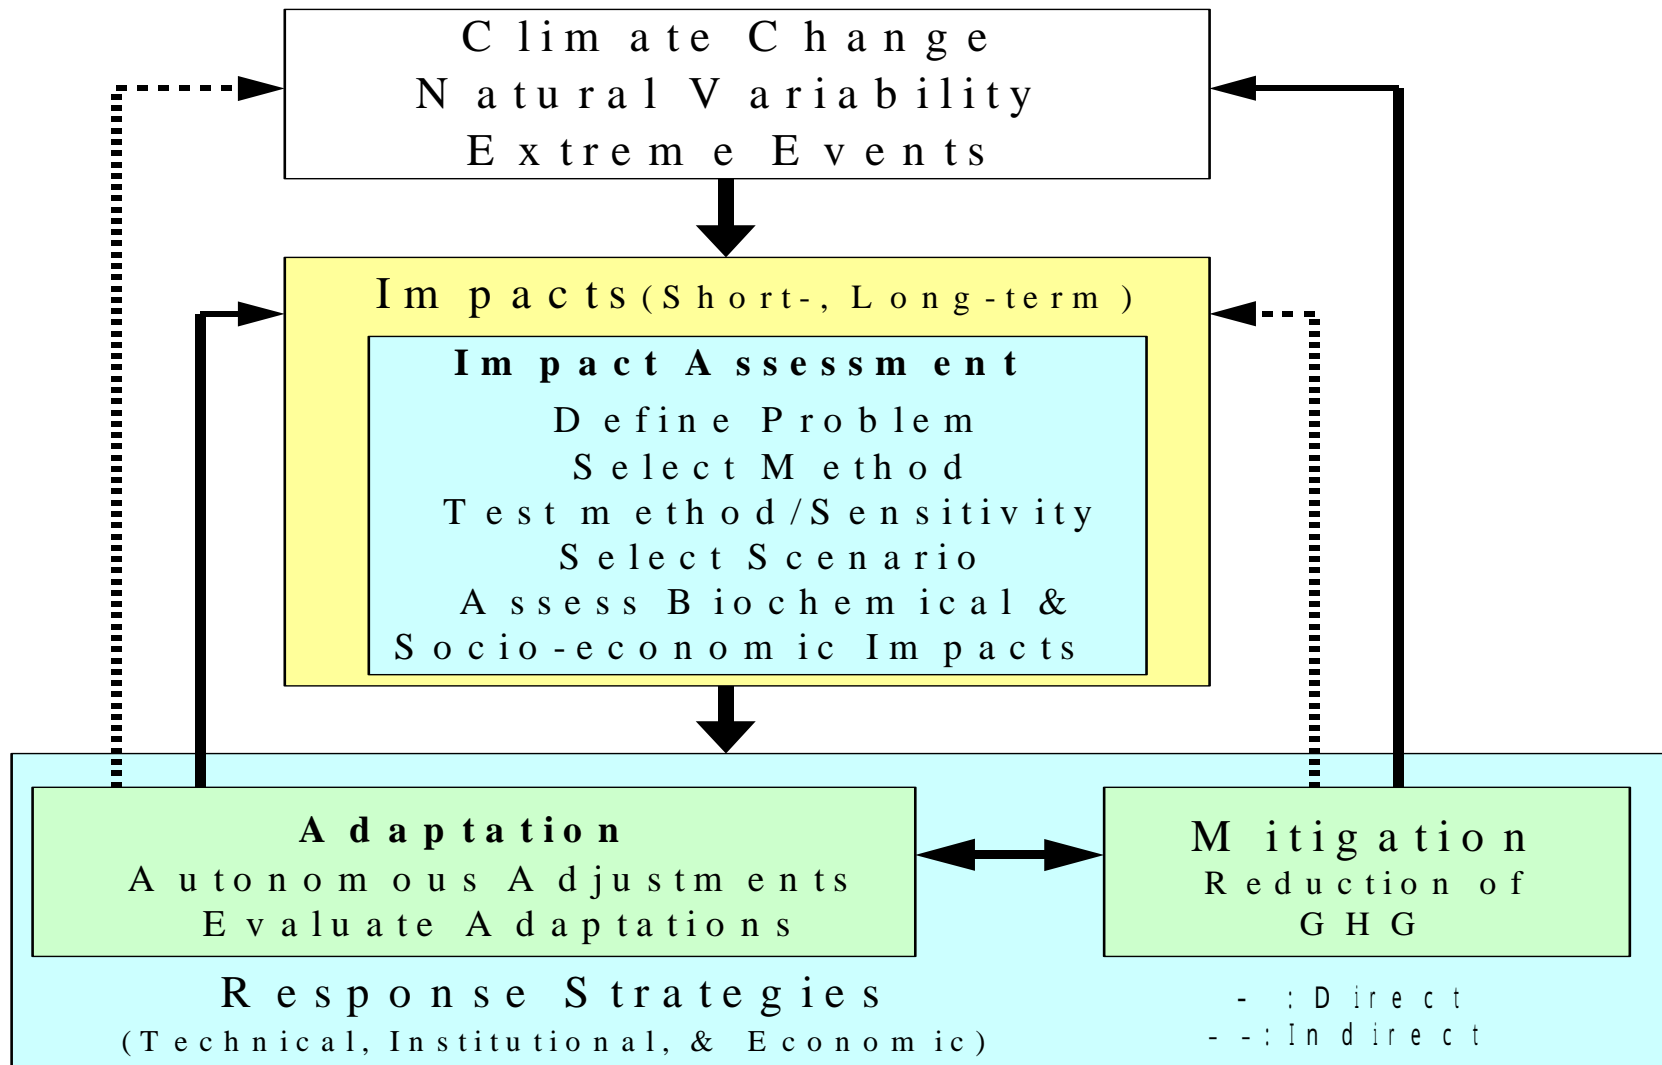 Climate Change
Natural Variability
Extreme Events
Impacts (Short-, Long-term)
Impact Assessment
Define Problem
Select Method
Test method/Sensitivity
Select Scenario
Assess Biochemical &
Socio-economic Impacts
Adaptation
Autonomous Adjustments
Evaluate Adaptations
Mitigation
Reduction of
GHG
Response Strategies
(Technical, Institutional, & Economic)
- : Direct
--: Indirect